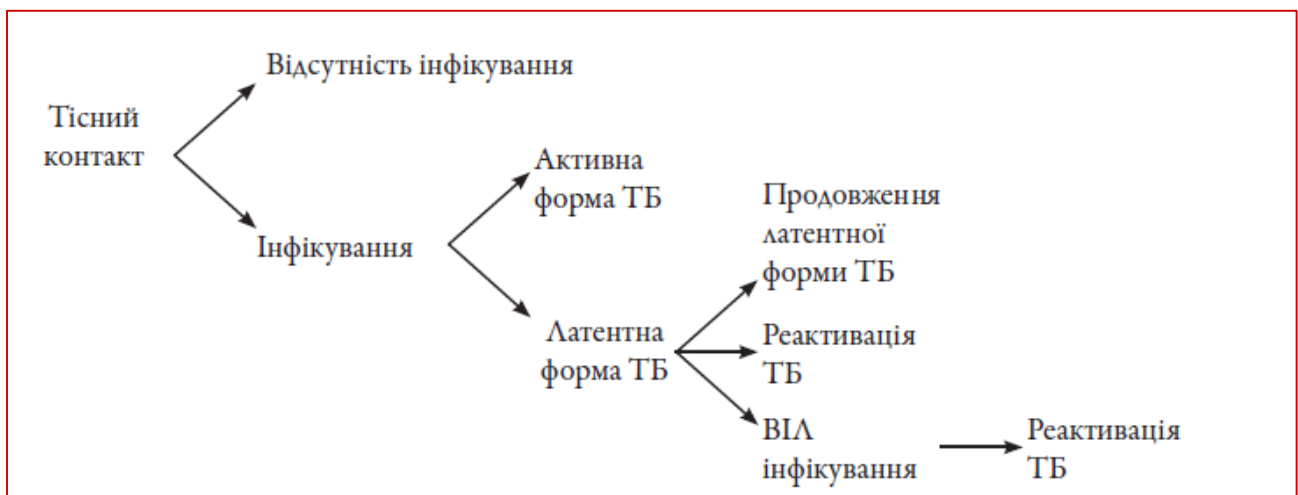 Відсутність інфікування
Тісний
контакт
Активна
форма ТБ
Інфікування
Продовження
латентної
форми ТБ
Латентна
форма ТБ
Реактивація
ТБ
ВІЛ
інфікування
Реактивація
ТБ